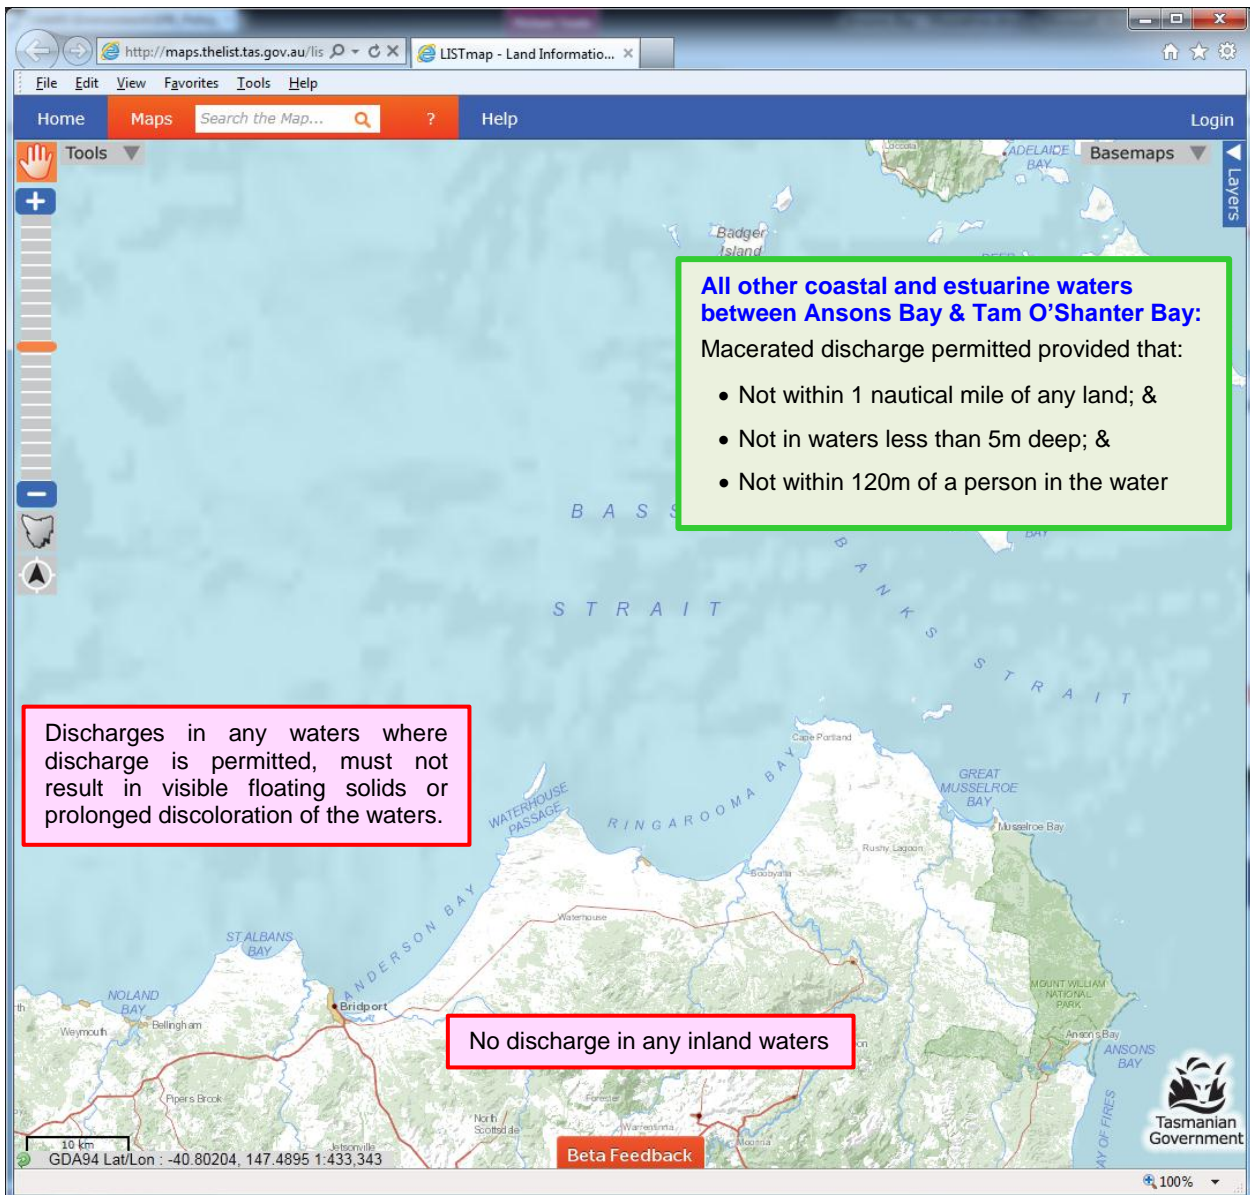 http://maps.thelist.tas.gov.au/lis
LISTmap - Land Informatio...
File Edit View Favorites Tools Help
Home Maps Search the Map... ? Help Login
Tools Basemaps
Layers
ADELAIDE
BAY
Badger
Island
All other coastal and estuarine waters
between Ansons Bay & Tam O'Shanter Bay:
Macerated discharge permitted provided that:
• Not within 1 nautical mile of any land; &
• Not in waters less than 5m deep; &
• Not within 120m of a person in the water
BAY
STRAIT
BANKS STRAIT
Discharges in any waters where
discharge is permitted, must not
result in visible floating solids or
prolonged discoloration of the waters.
Cape Portland
GREAT
MUSSELROE
BAY
WATERHOUSE
PASSAGE
RINGAROOMA BAY
Musselroe Bay
Rushy Lagoon
Boobyalla
Waterhouse
ANDERSON BAY
ST ALBANS
BAY
NOLAND
BAY
Bridport
Weymouth
Bellingham
MOUNT WILLIAM
NATIONAL
PARK
No discharge in any inland waters
Ansons Bay
ANSONS
BAY
Pipers Brook
Forester
North
Scottsdale
Warrentinna
Moorina
Jetsonville
Tasmanian
Government
10 km
GDA94 Lat/Lon : -40.80204, 147.4895 1:433,343
Beta Feedback
100%